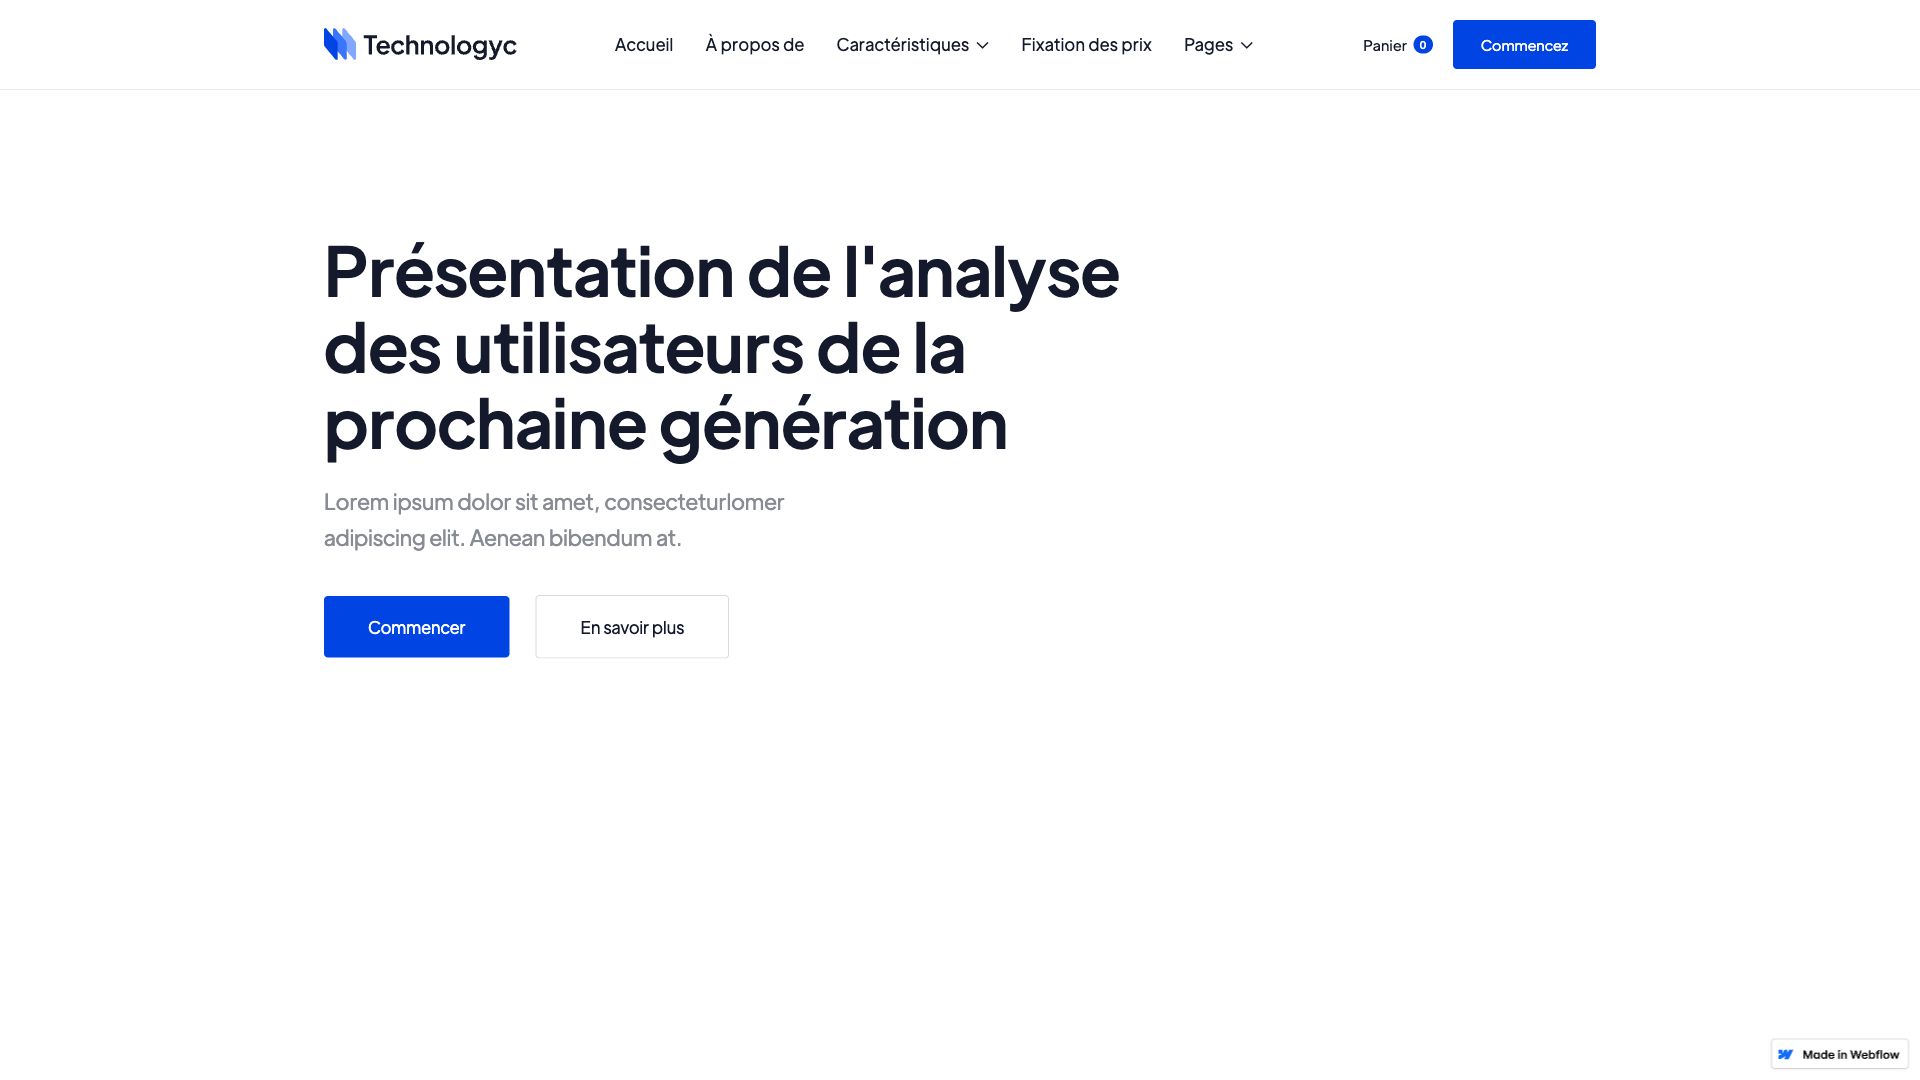 Technologyc
Accueil
À propos de
Caractéristiques
Fixation des prix
Pages
Panier 0
Commencez
Présentation de l'analyse
des utilisateurs de la
prochaine génération
Lorem ipsum dolor sit amet, consecteturlomer
adipiscing elit. Aenean bibendum at.
Commencer
En savoir plus
Made in Webflow